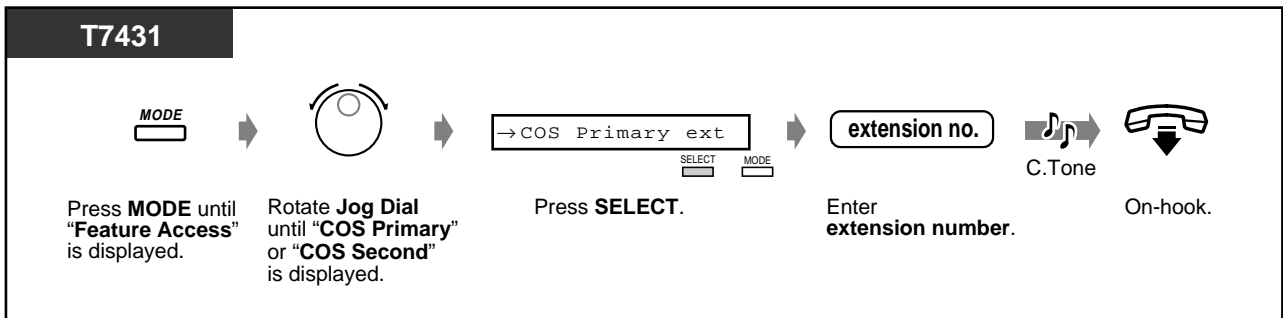 T7431
MODE
→COS Primary ext
SELECT MODE
extension no.
C.Tone
Press MODE until
“Feature Access”
is displayed.
Rotate Jog Dial
until “COS Primary”
or “COS Second”
is displayed.
Press SELECT.
Enter
extension number.
On-hook.